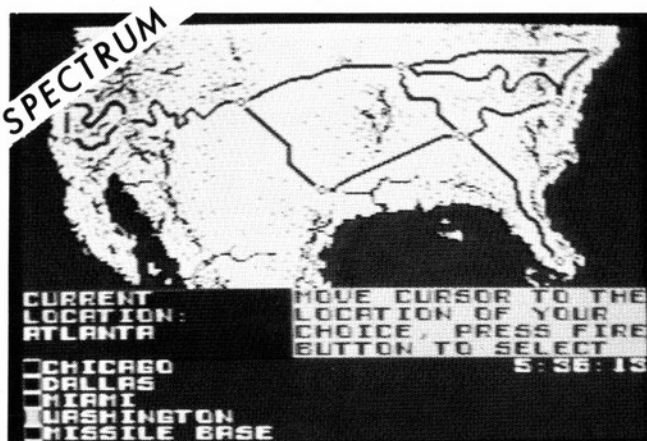 SPECTRUM
CURRENT
LOCATION:
ATLANTA
MOVE CURSOR TO THE
LOCATION OF YOUR
CHOICE, PRESS FIRE
BUTTON TO SELECT
5:36:13
CHICAGO
DALLAS
MIAMI
WASHINGTON
MISSILE BASE